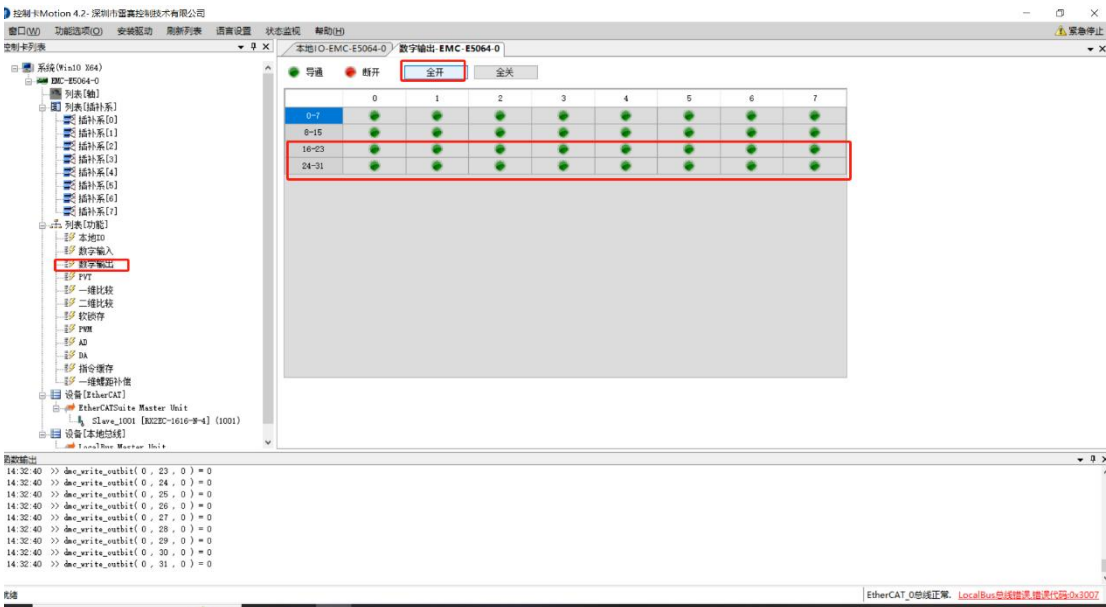 控制卡Motion 4.2- 深圳市雷赛控制技术有限公司
窗口(W) 功能选项(O) 安装驱动 刷新列表 语言设置 状态监视 帮助(H) 紧急停止
控制卡列表
本地IO-EMC-E5064-0 数字输出-EMC-E5064-0
系统(Win10 X64)
EMC-E5064-0
列表[轴]
列表[插补系]
插补系[0]
插补系[1]
插补系[2]
插补系[3]
插补系[4]
插补系[5]
插补系[6]
插补系[7]
列表[功能]
本地IO
数字输入
数字输出
PVT
一维比较
二维比较
软锁存
PWM
AD
DA
指令缓存
一维螺距补偿
设备[EtherCAT]
EtherCATSuite Master Unit
Slave_1001 [RX2EC-1616-N-4] (1001)
设备[本地总线]
LocalBus Master Unit
导通 断开 全开 全关
0 1 2 3 4 5 6 7
0-7
8-15
16-23
24-31
函数输出
14:32:40 >> dmc_write_outbit( 0 , 23 , 0 ) = 0
14:32:40 >> dmc_write_outbit( 0 , 24 , 0 ) = 0
14:32:40 >> dmc_write_outbit( 0 , 25 , 0 ) = 0
14:32:40 >> dmc_write_outbit( 0 , 26 , 0 ) = 0
14:32:40 >> dmc_write_outbit( 0 , 27 , 0 ) = 0
14:32:40 >> dmc_write_outbit( 0 , 28 , 0 ) = 0
14:32:40 >> dmc_write_outbit( 0 , 29 , 0 ) = 0
14:32:40 >> dmc_write_outbit( 0 , 30 , 0 ) = 0
14:32:40 >> dmc_write_outbit( 0 , 31 , 0 ) = 0
就绪
EtherCAT_0总线正常. LocalBus总线错误,错误代码:0x3007